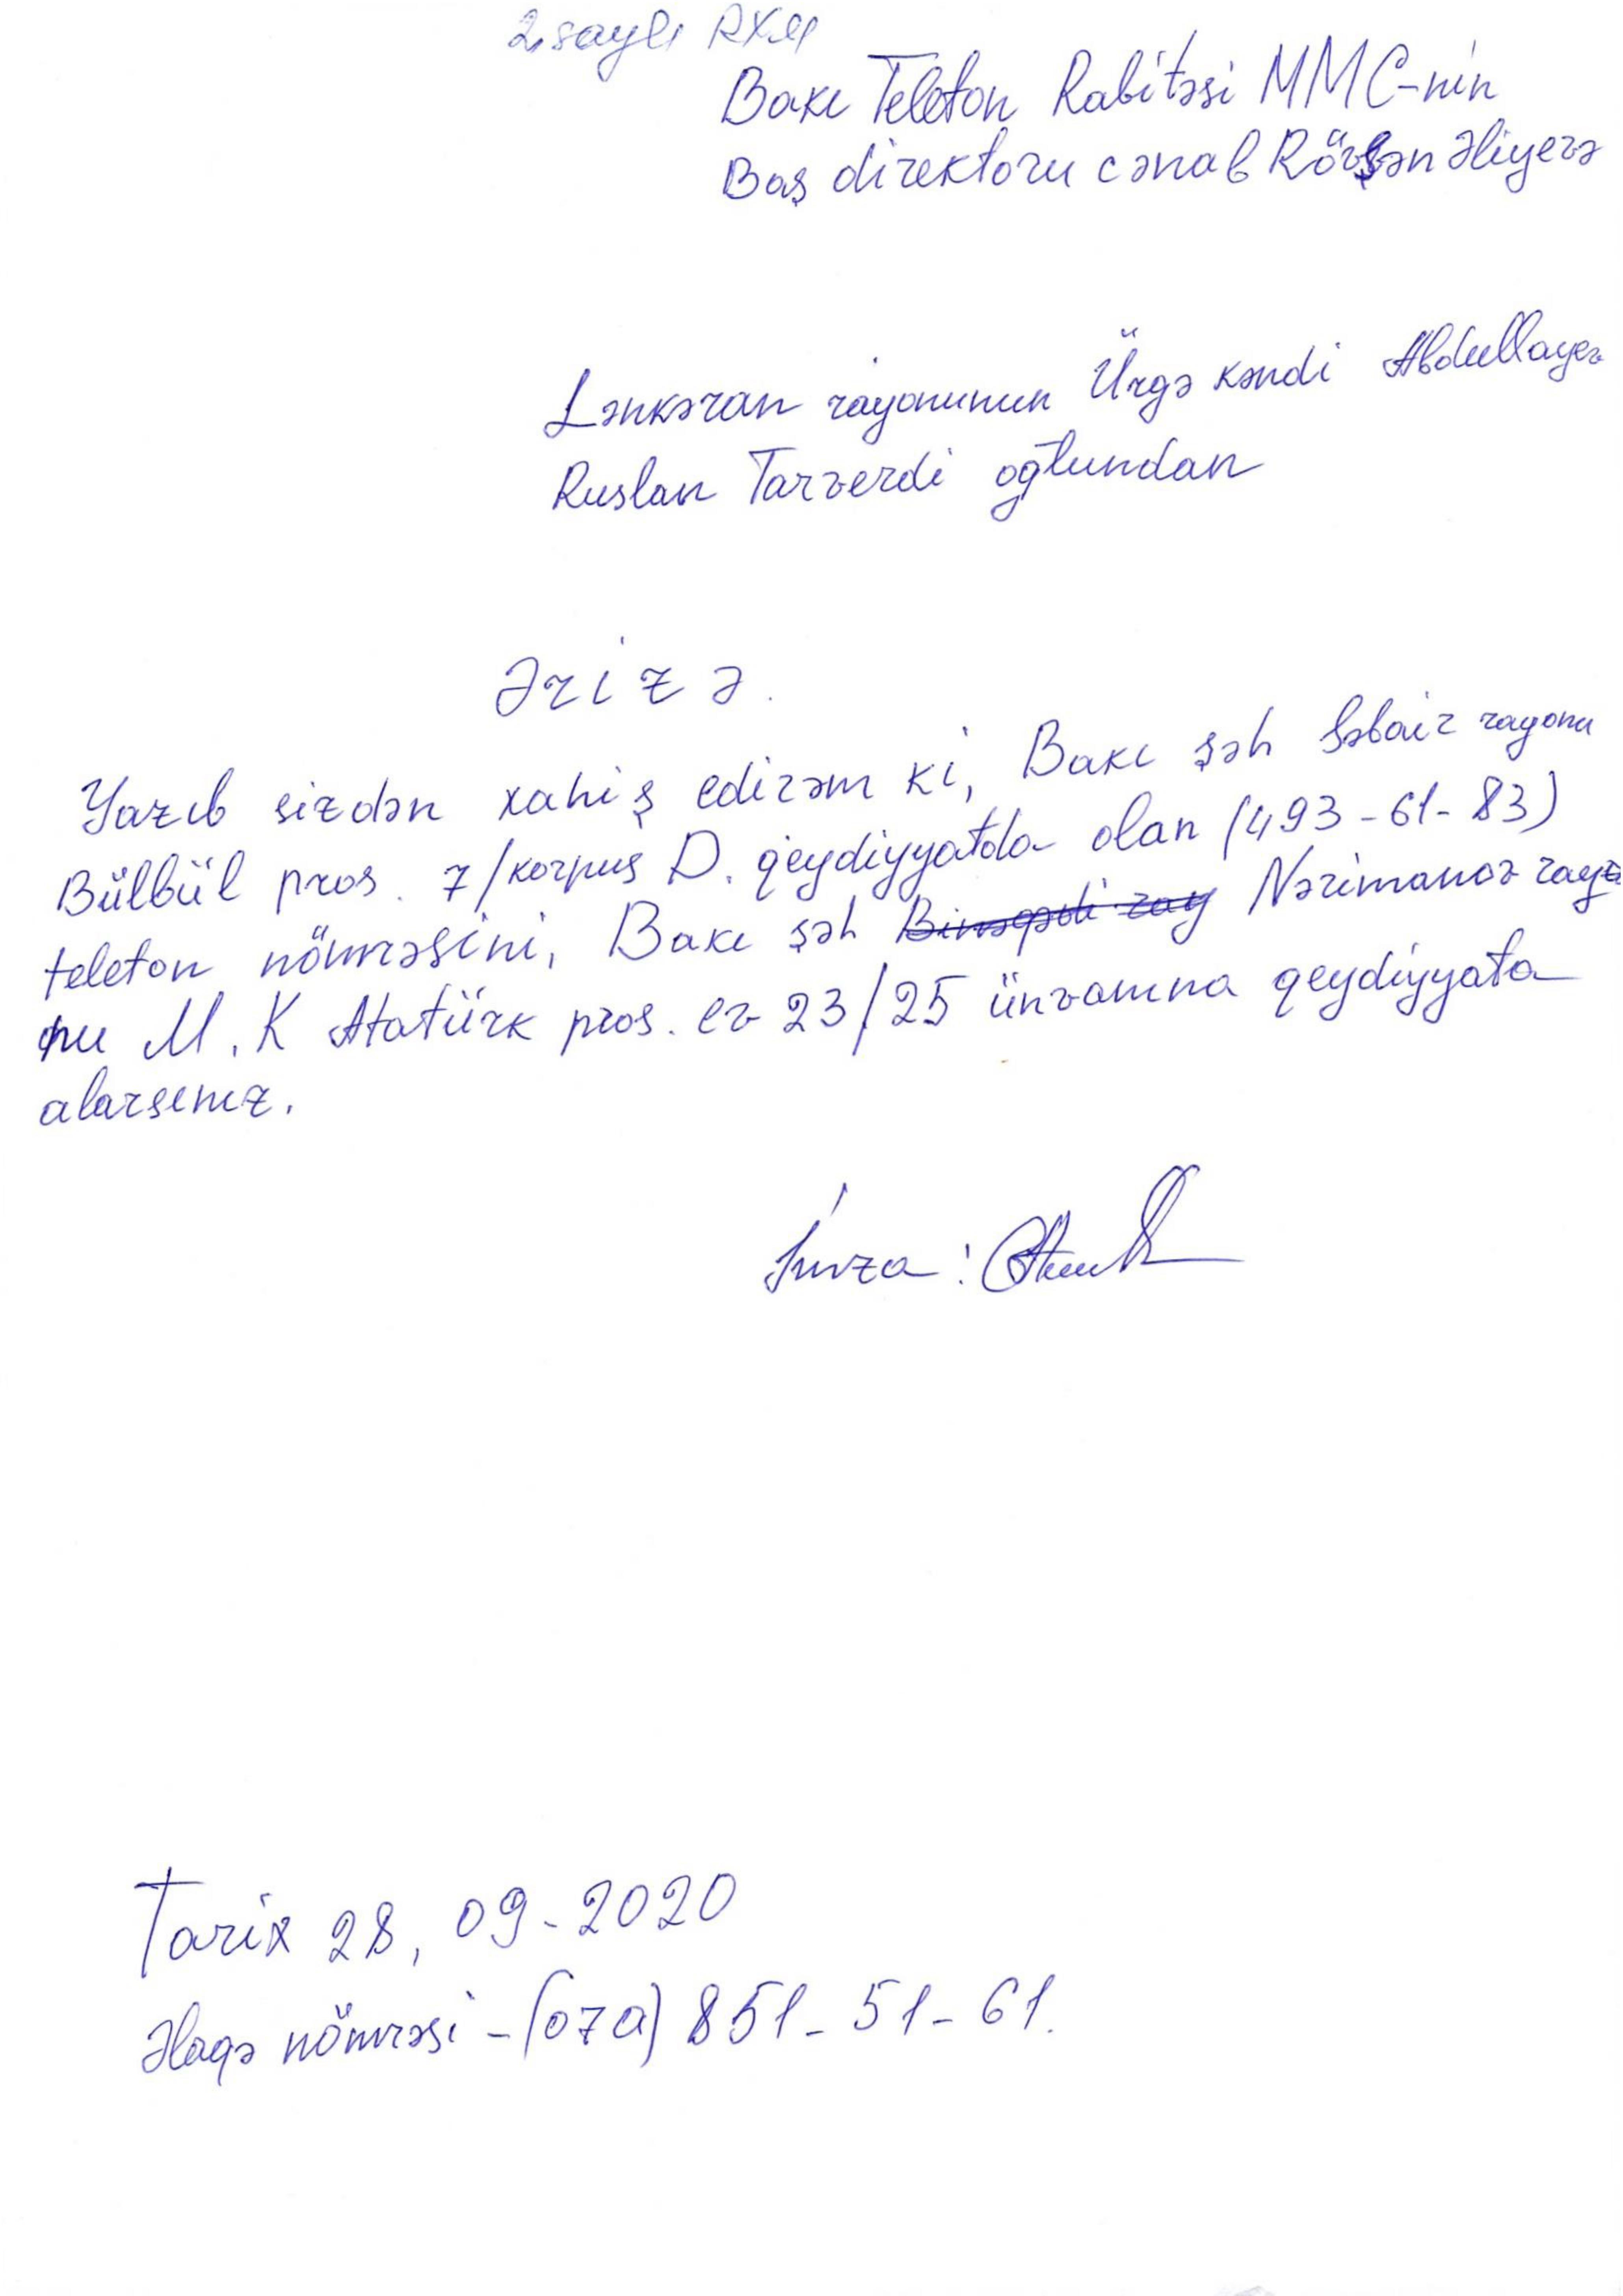 2 saylı RXM
Bakı Telefon Rabitəsi MMC-nin
Baş direktoru cənab Rövşən Əliyevə
Lənkəran rayonunun Ürgə kəndi Abdullayev
Ruslan Tarverdi oğlundan
Ərizə.
Yazıb sizdən xahiş edirəm ki, Bakı şəh Səbail rayonu
Bülbül pros. 7/korpus D. qeydiyyatda olan (493-61-83)
telefon nömrəsini, Bakı şəh Binəqədi ray Nərimanov rayo
nu M.K Atatürk pros. ev 23/25 ünvanına qeydiyyata
alarsınız.
İmza:
Tarix 28.09-2020
Əlaqə nömrəsi - (070) 851-51-61.